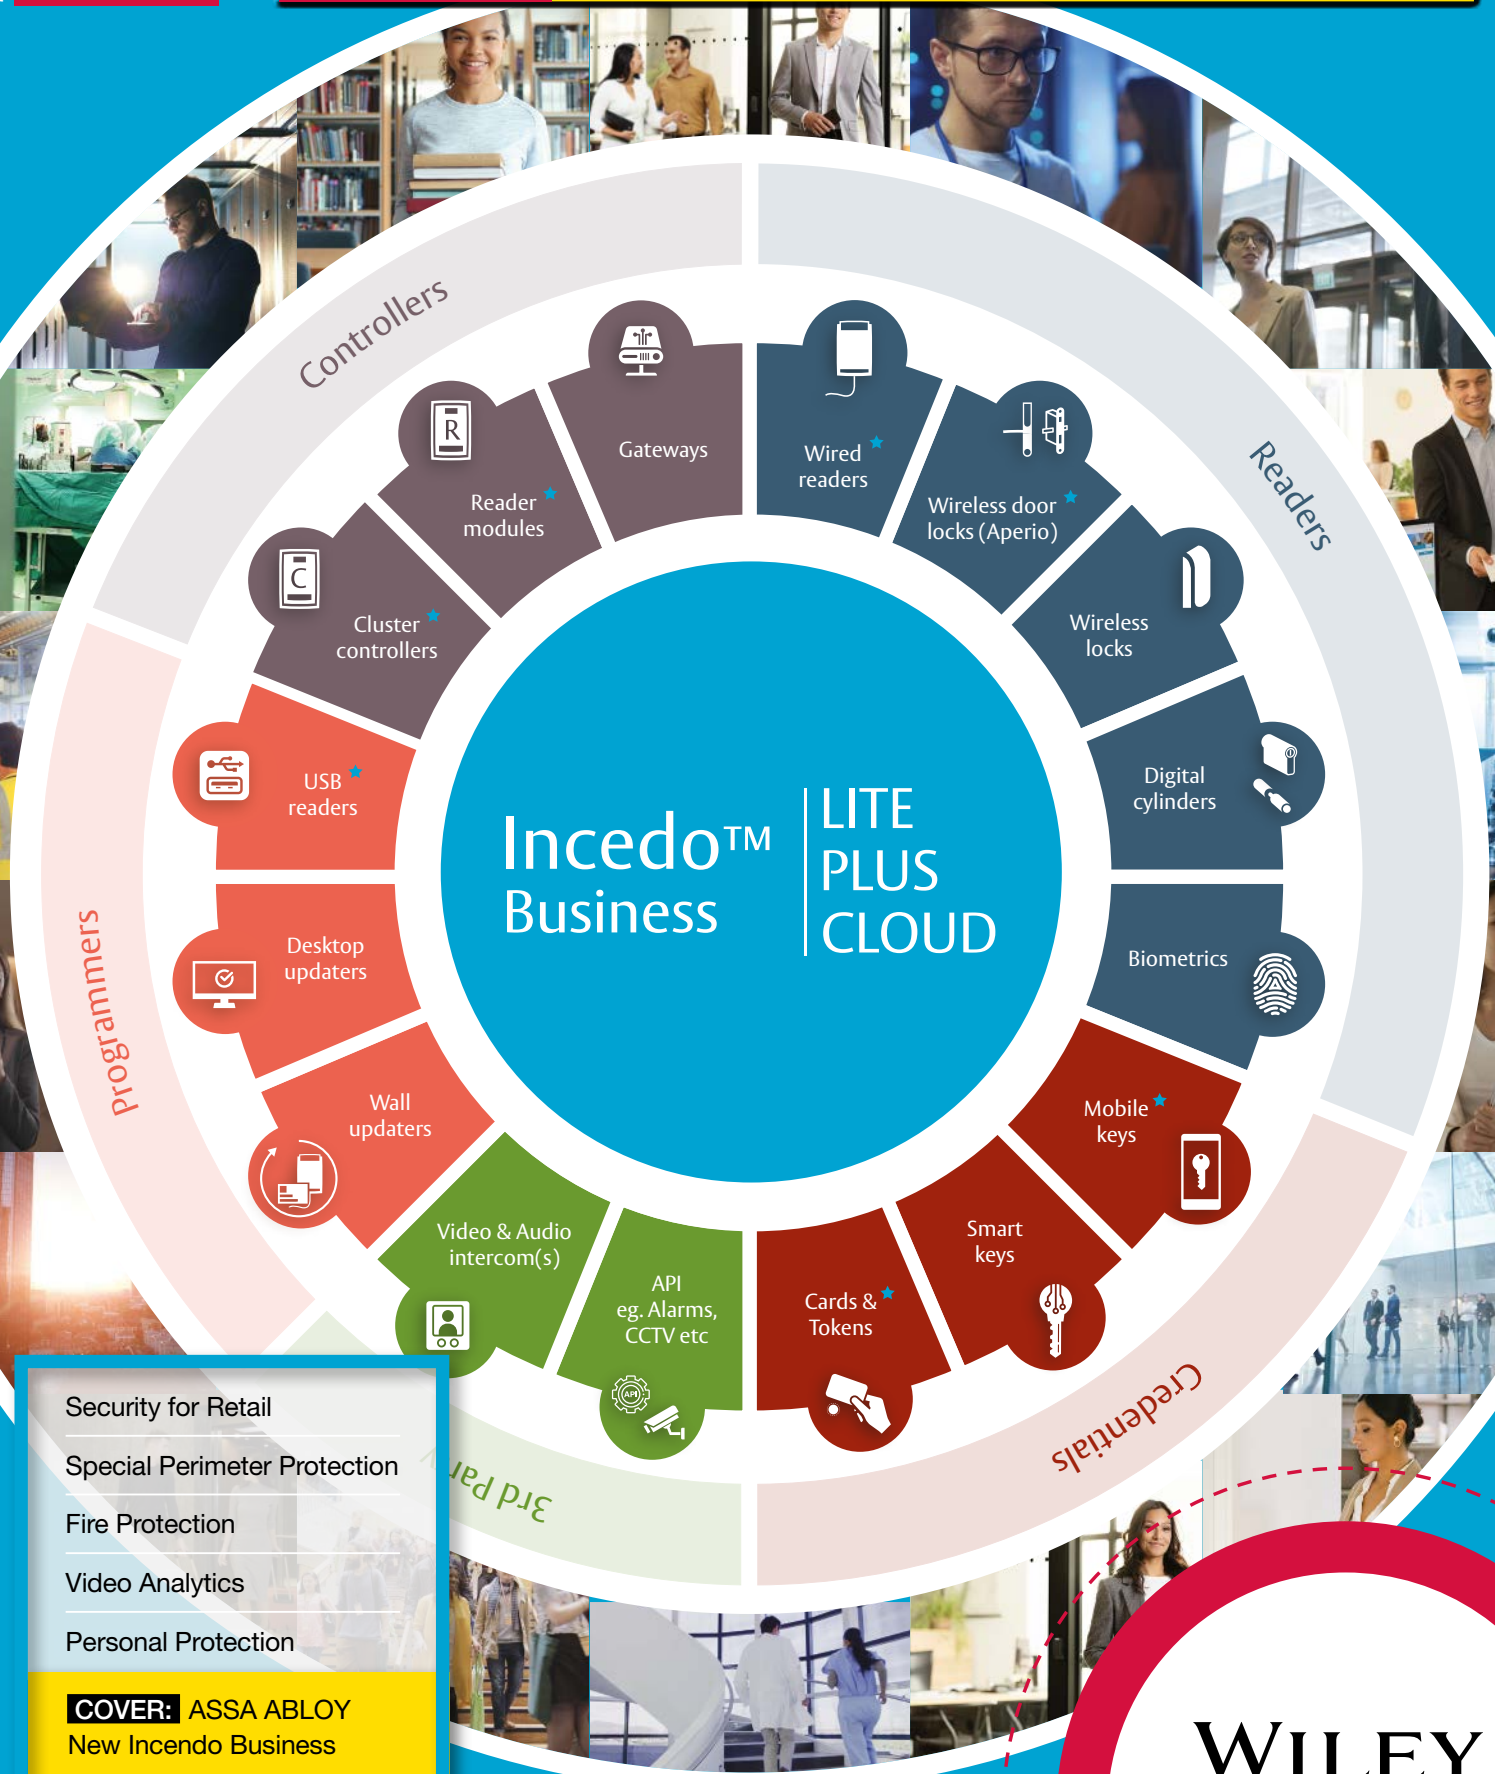 Controllers
Readers
Programmers
Credentials
3rd Par
Gateways
Wired
readers
Reader
modules
Wireless door
locks (Aperio)
Cluster
controllers
Wireless
locks
USB
readers
Digital
cylinders
Desktop
updaters
Biometrics
Wall
updaters
Mobile
keys
Video & Audio
intercom(s)
Smart
keys
API
eg. Alarms,
CCTV etc
Cards &
Tokens
R
C
API
Incedo™
Business
LITE
PLUS
CLOUD
Security for Retail
Special Perimeter Protection
Fire Protection
Video Analytics
Personal Protection
COVER: ASSA ABLOY
New Incendo Business
WILEY